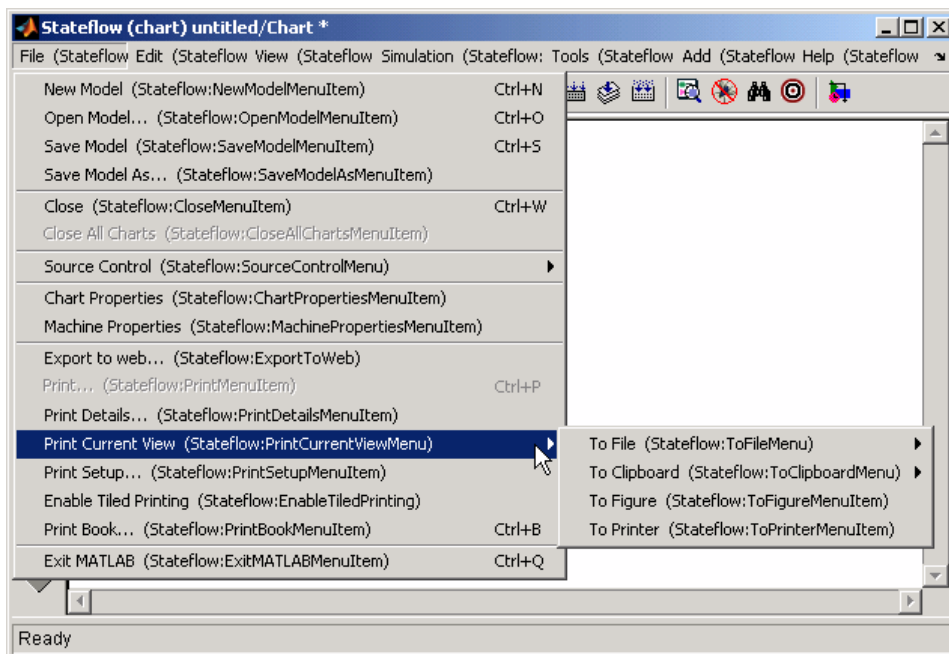 Stateflow (chart) untitled/Chart *
File (Stateflow Edit (Stateflow View (Stateflow Simulation (Stateflow: Tools (Stateflow Add (Stateflow Help (Stateflow
New Model (Stateflow:NewModelMenuItem) Ctrl+N
Open Model... (Stateflow:OpenModelMenuItem) Ctrl+O
Save Model (Stateflow:SaveModelMenuItem) Ctrl+S
Save Model As... (Stateflow:SaveModelAsMenuItem)
Close (Stateflow:CloseMenuItem) Ctrl+W
Close All Charts (Stateflow:CloseAllChartsMenuItem)
Source Control (Stateflow:SourceControlMenu)
Chart Properties (Stateflow:ChartPropertiesMenuItem)
Machine Properties (Stateflow:MachinePropertiesMenuItem)
Export to web... (Stateflow:ExportToWeb)
Print... (Stateflow:PrintMenuItem) Ctrl+P
Print Details... (Stateflow:PrintDetailsMenuItem)
Print Current View (Stateflow:PrintCurrentViewMenu)
Print Setup... (Stateflow:PrintSetupMenuItem)
Enable Tiled Printing (Stateflow:EnableTiledPrinting)
Print Book... (Stateflow:PrintBookMenuItem) Ctrl+B
Exit MATLAB (Stateflow:ExitMATLABMenuItem) Ctrl+Q
To File (Stateflow:ToFileMenu)
To Clipboard (Stateflow:ToClipboardMenu)
To Figure (Stateflow:ToFigureMenuItem)
To Printer (Stateflow:ToPrinterMenuItem)
Ready